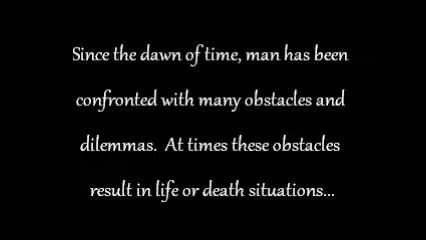 Since the dawn of time, man has been
confronted with many obstacles and
dilemmas.  At times these obstacles
result in life or death situations...